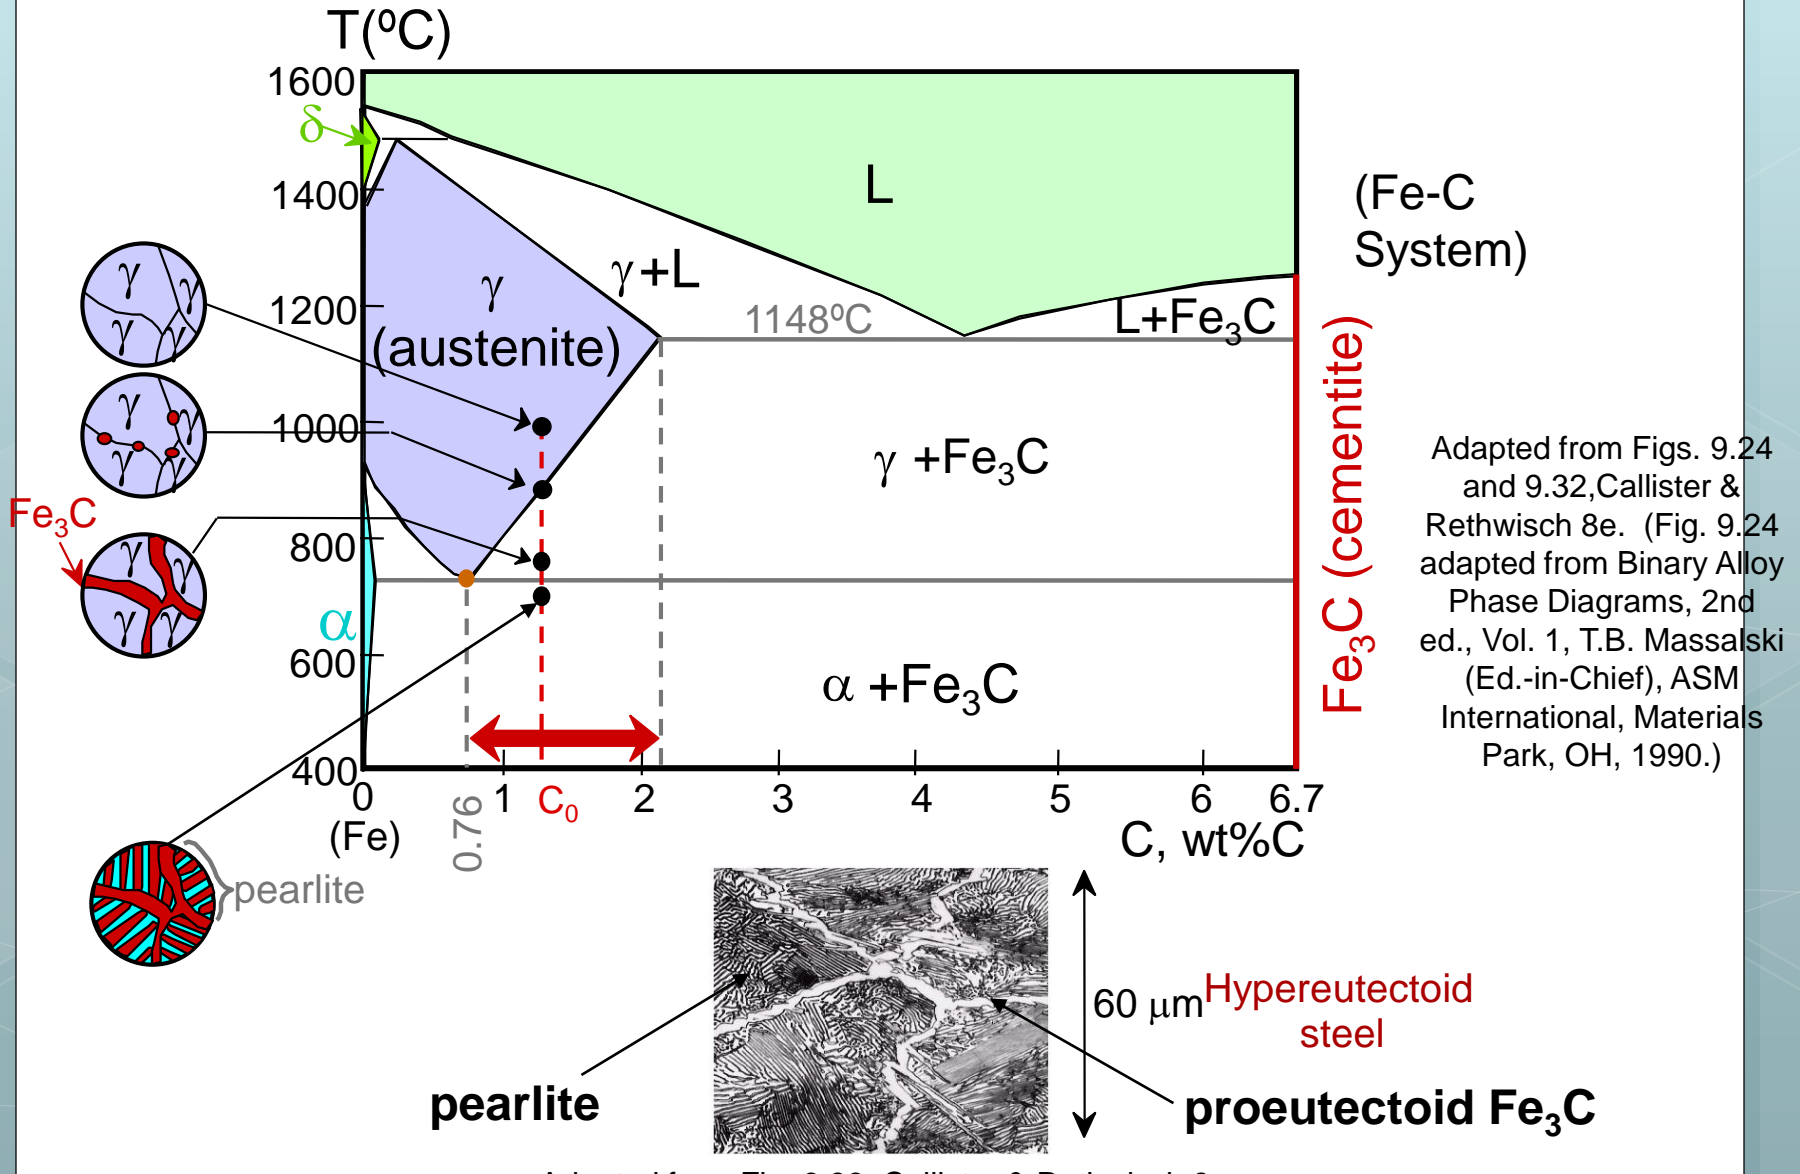 T(ºC)
1600
δ
1400
L
(Fe-C
System)
γ
γ
γ
γ
γ+L
γ
(austenite)
1200
1148ºC
L+Fe3C
Fe3C (cementite)
γ
γ
γ
γ
1000
γ +Fe3C
Adapted from Figs. 9.24
and 9.32,Callister &
Rethwisch 8e. (Fig. 9.24
adapted from Binary Alloy
Phase Diagrams, 2nd
ed., Vol. 1, T.B. Massalski
(Ed.-in-Chief), ASM
International, Materials
Park, OH, 1990.)
Fe3C
800
γ
γ
γ
γ
α
600
α +Fe3C
400
0
1
C0
2
3
4
5
6
6.7
(Fe)
0.76
C, wt%C
pearlite
60 μm
Hypereutectoid
steel
pearlite
proeutectoid Fe3C